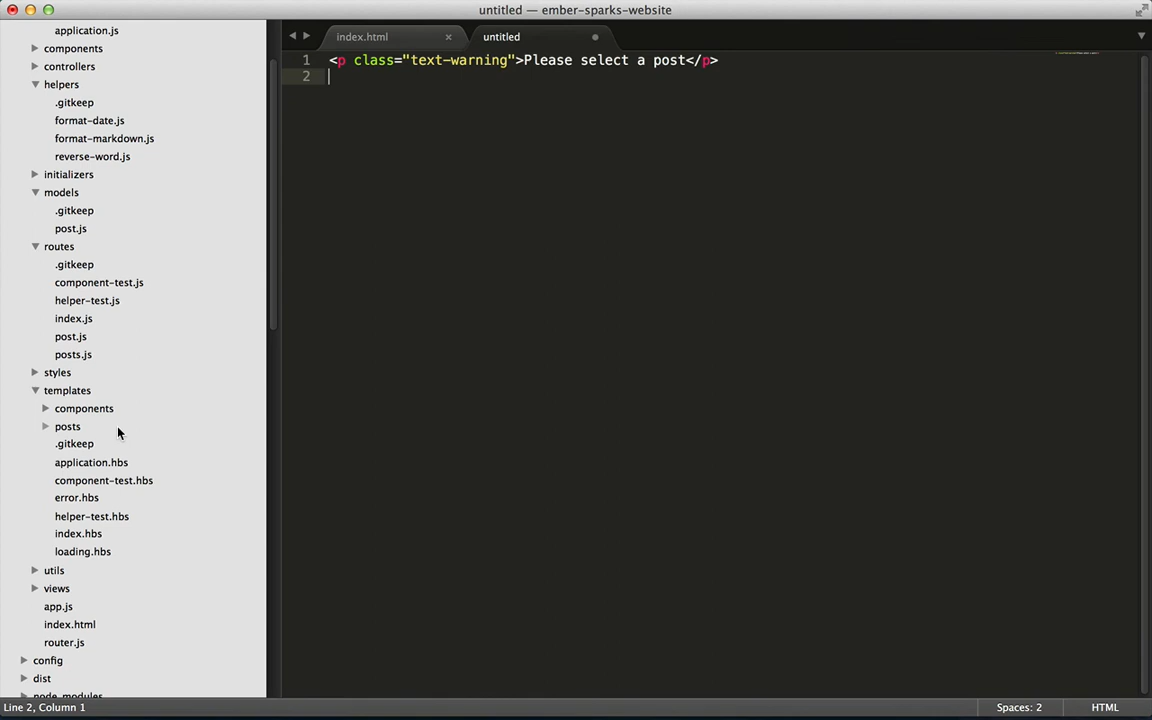 untitled — ember-sparks-website
application.js
components
controllers
helpers
.gitkeep
format-date.js
format-markdown.js
reverse-word.js
initializers
models
.gitkeep
post.js
routes
.gitkeep
component-test.js
helper-test.js
index.js
post.js
posts.js
styles
templates
components
posts
.gitkeep
application.hbs
component-test.hbs
error.hbs
helper-test.hbs
index.hbs
loading.hbs
utils
views
app.js
index.html
router.js
config
dist
node_modules
index.html × untitled
1 <p class="text-warning">Please select a post</p>
2
Line 2, Column 1 Spaces: 2 HTML